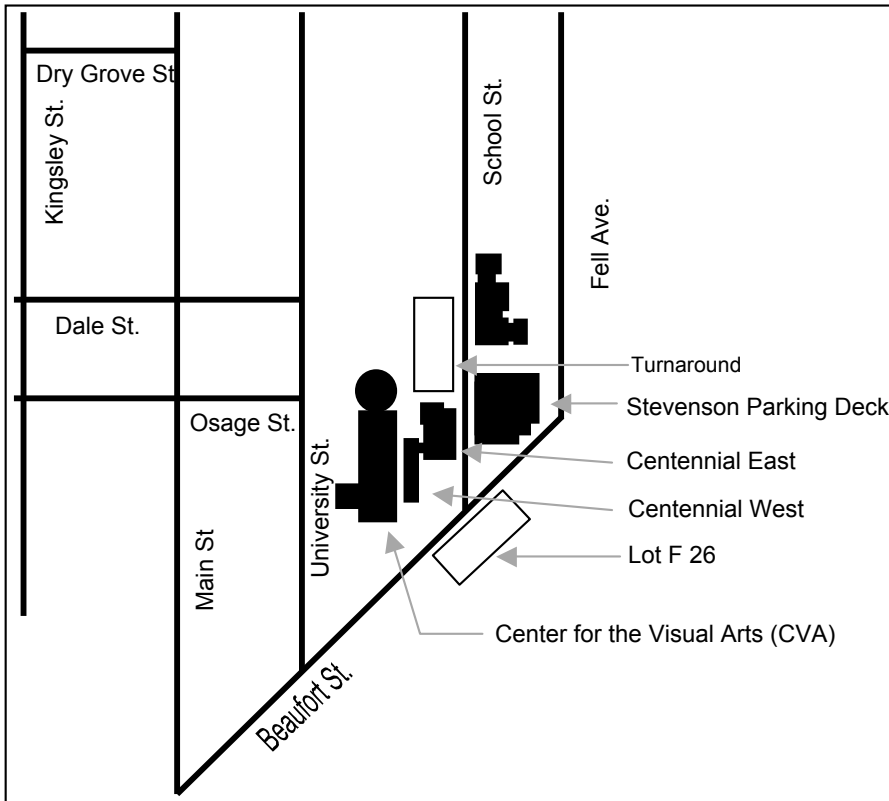 Dry Grove St
Kingsley St.
School St.
Fell Ave.
Dale St.
Turnaround
Stevenson Parking Deck
Osage St.
Centennial East
University St.
Centennial West
Main St
Lot F 26
Center for the Visual Arts (CVA)
Beaufort St.